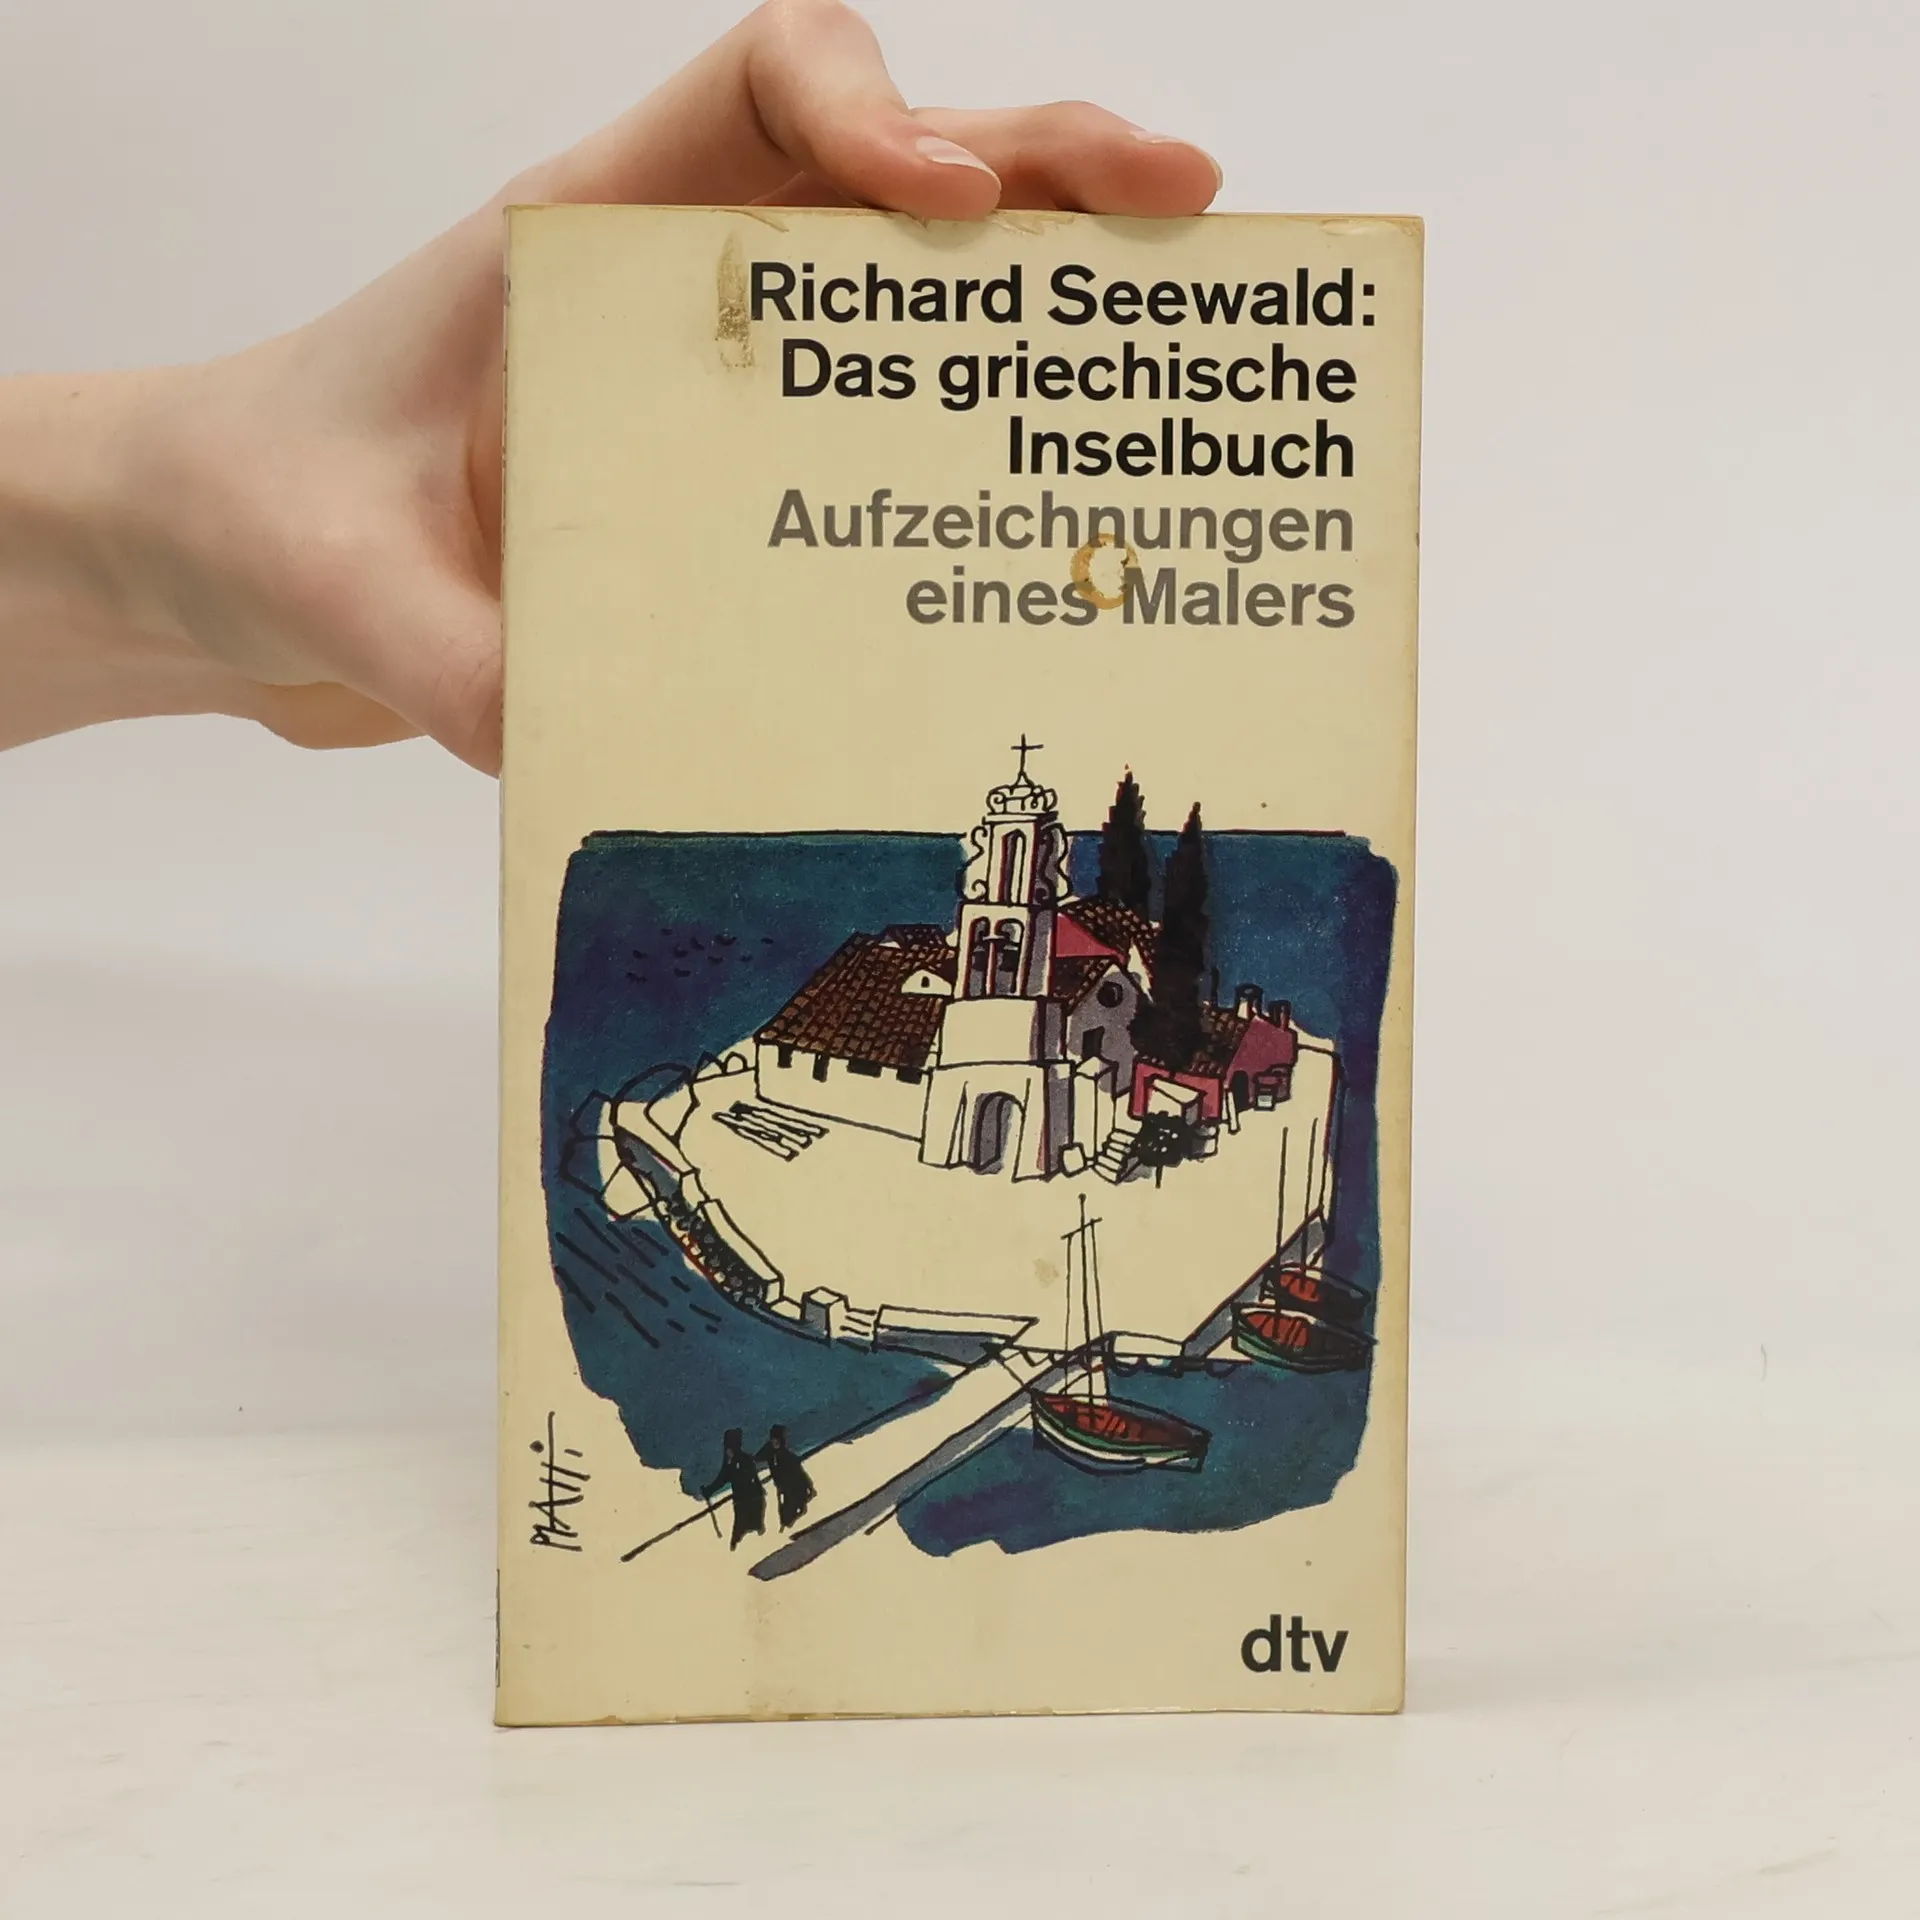 Richard Seewald:
Das griechische
Inselbuch
Aufzeichnungen
eines Malers
dtv